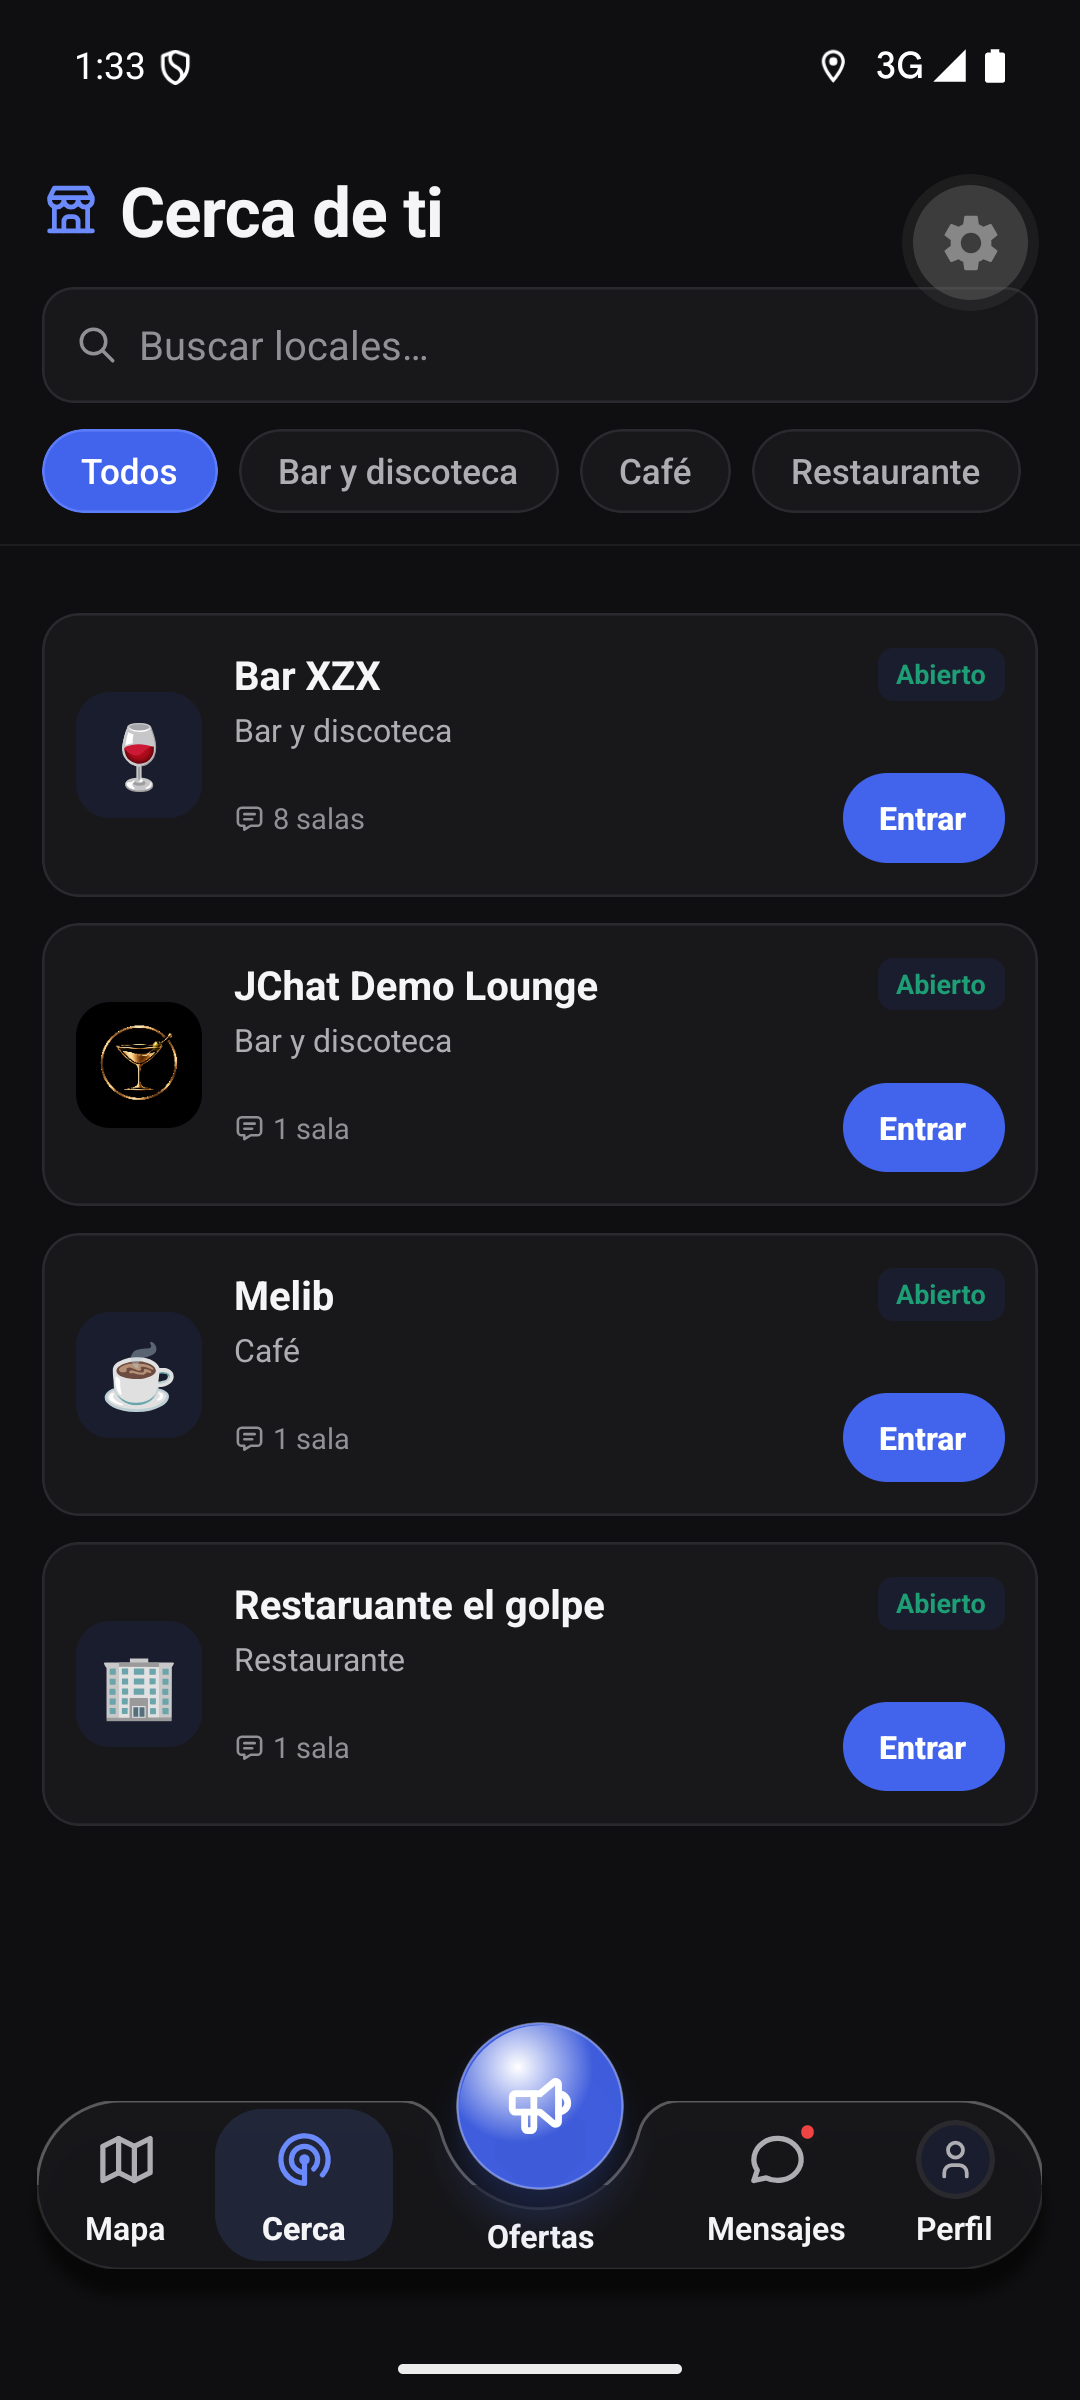 1:33
3G
Cerca de ti
Buscar locales...
Todos
Bar y discoteca
Café
Restaurante
Bar XZX
Abierto
Bar y discoteca
8 salas
Entrar
JChat Demo Lounge
Abierto
Bar y discoteca
1 sala
Entrar
Melib
Abierto
Café
1 sala
Entrar
Restaruante el golpe
Abierto
Restaurante
1 sala
Entrar
Mapa
Cerca
Ofertas
Mensajes
Perfil